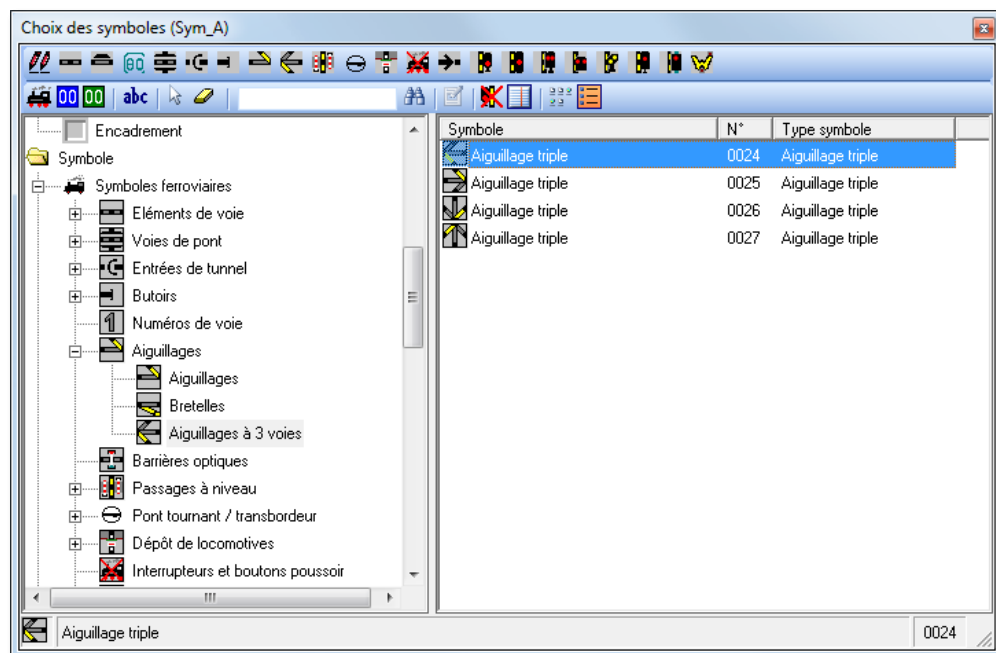 Choix des symboles (Sym_A)
00 00 abc
Encadrement
Symbole
Symboles ferroviaires
Eléments de voie
Voies de pont
Entrées de tunnel
Butoirs
Numéros de voie
Aiguillages
Aiguillages
Bretelles
Aiguillages à 3 voies
Barrières optiques
Passages à niveau
Pont tournant / transbordeur
Dépôt de locomotives
Interrupteurs et boutons poussoir
Symbole N° Type symbole
Aiguillage triple 0024 Aiguillage triple
Aiguillage triple 0025 Aiguillage triple
Aiguillage triple 0026 Aiguillage triple
Aiguillage triple 0027 Aiguillage triple
Aiguillage triple 0024